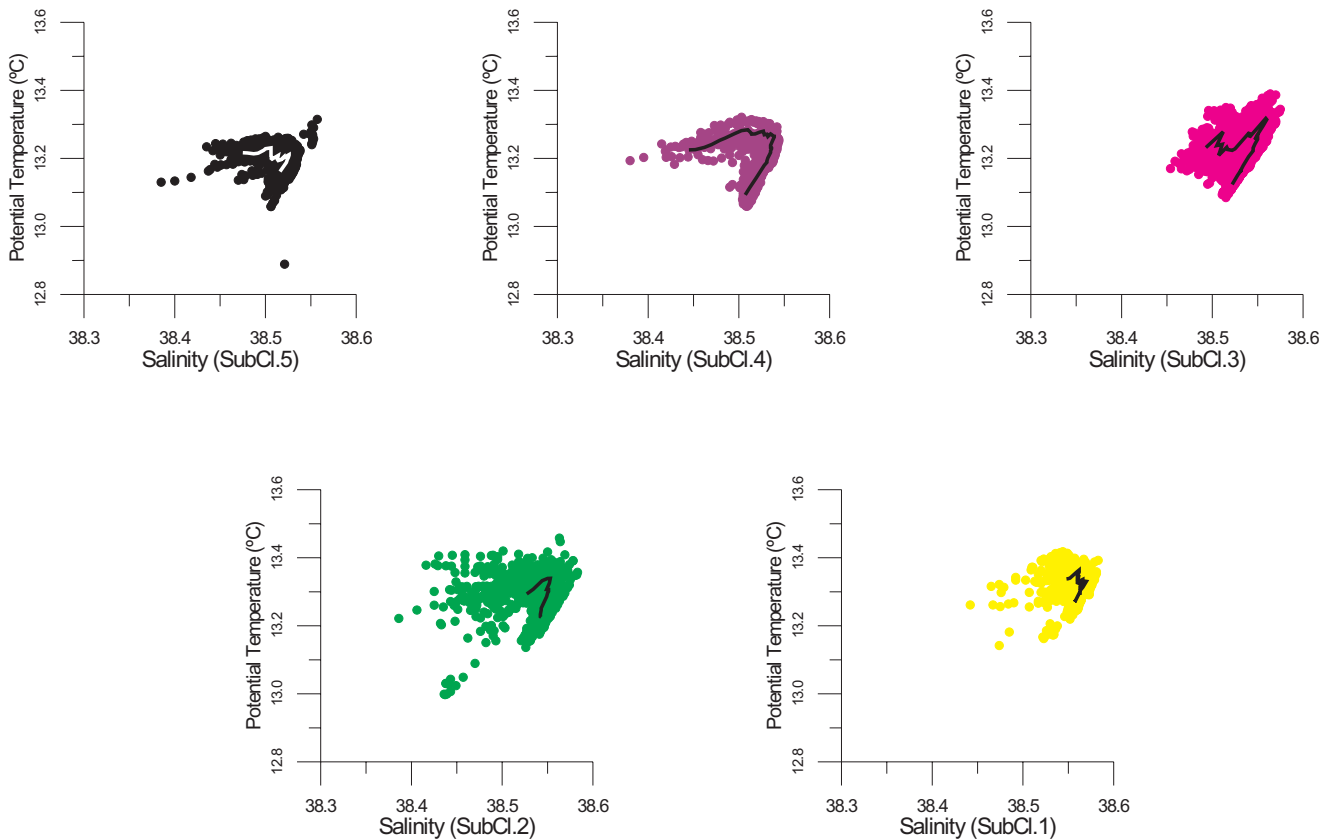 13.6
13.4
13.2
13.0
12.8
Potential Temperature (ºC)
38.3 38.4 38.5 38.6
Salinity (SubCl.5)
13.6
13.4
13.2
13.0
12.8
Potential Temperature (ºC)
38.3 38.4 38.5 38.6
Salinity (SubCl.4)
13.6
13.4
13.2
13.0
12.8
Potential Temperature (ºC)
38.3 38.4 38.5 38.6
Salinity (SubCl.3)
13.6
13.4
13.2
13.0
12.8
Potential Temperature (ºC)
38.3 38.4 38.5 38.6
Salinity (SubCl.2)
13.6
13.4
13.2
13.0
12.8
Potential Temperature (ºC)
38.3 38.4 38.5 38.6
Salinity (SubCl.1)